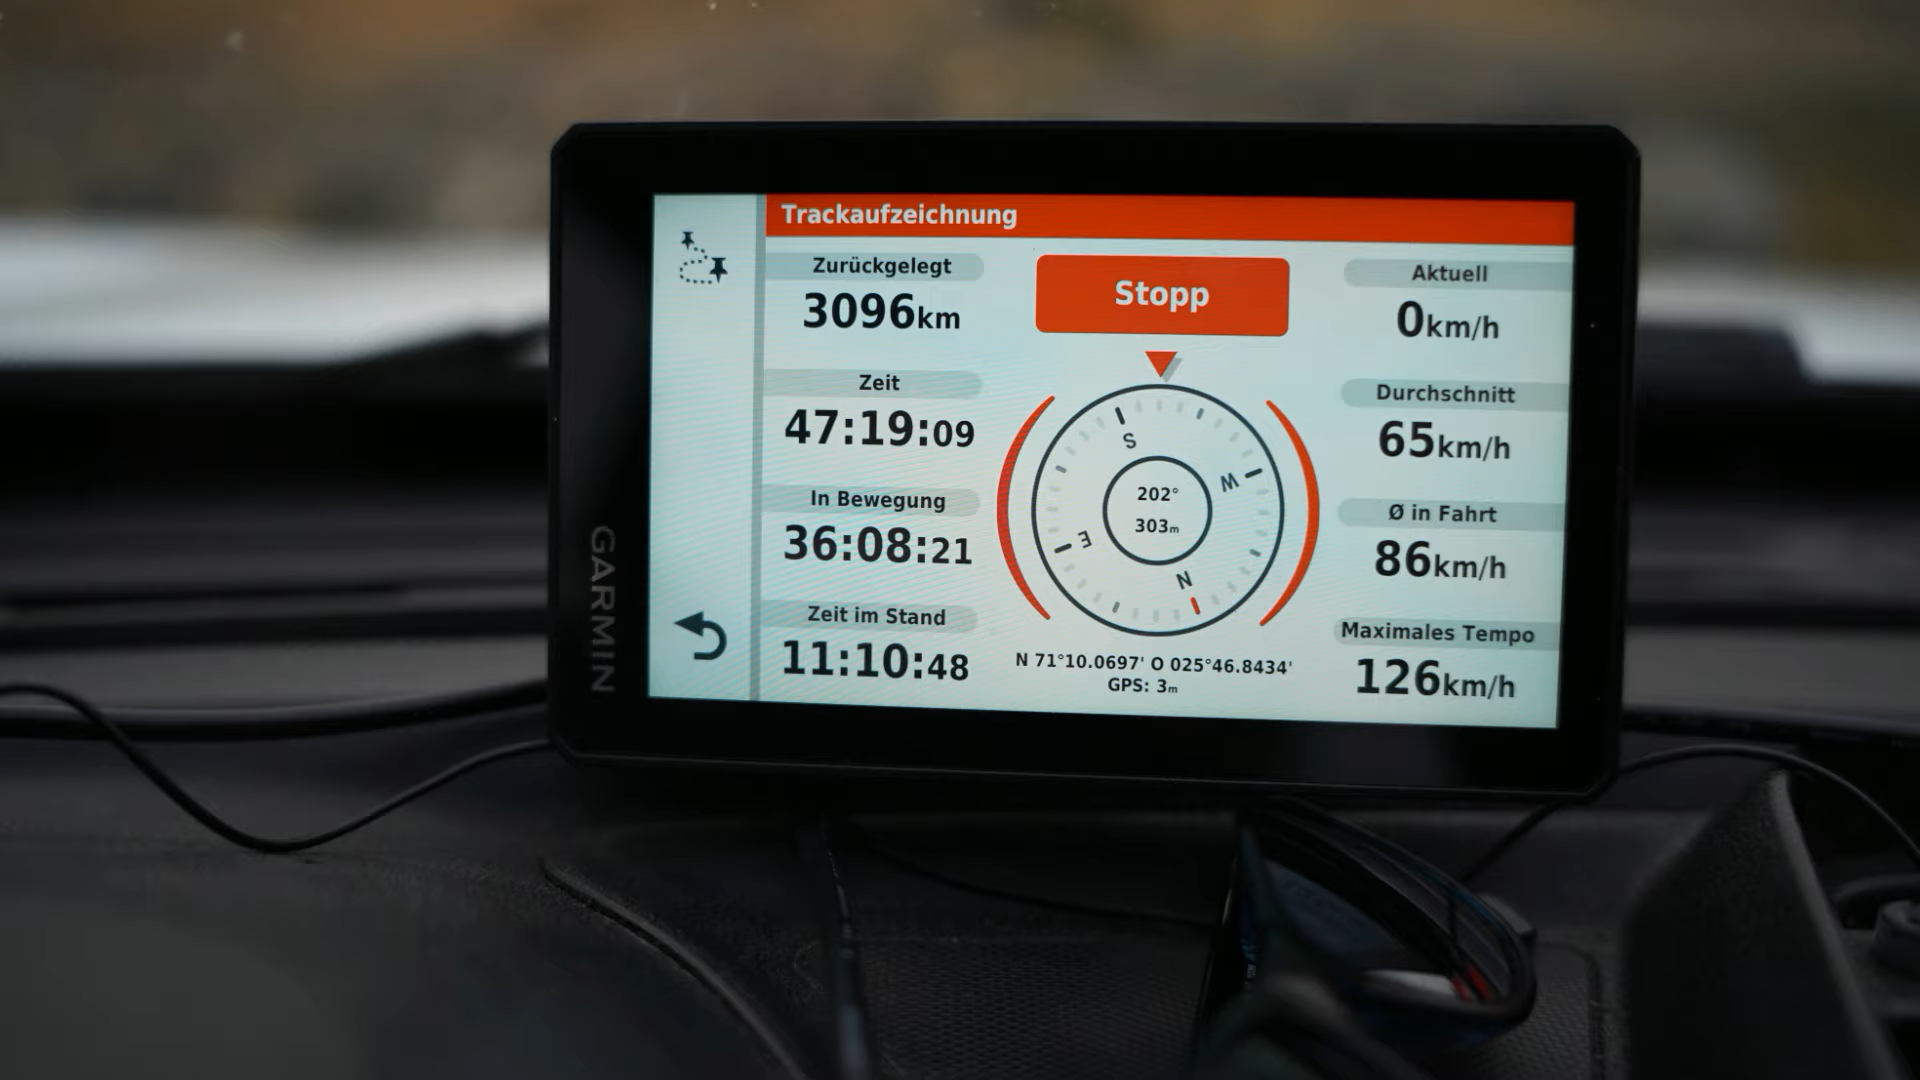 Trackaufzeichnung
Zurückgelegt
3096km
Zeit
47:19:09
In Bewegung
36:08:21
Zeit im Stand
11:10:48
Stopp
S
W
E
N
202°
303m
N 71°10.0697' O 025°46.8434'
GPS: 3m
Aktuell
0km/h
Durchschnitt
65km/h
Ø in Fahrt
86km/h
Maximales Tempo
126km/h
GARMIN